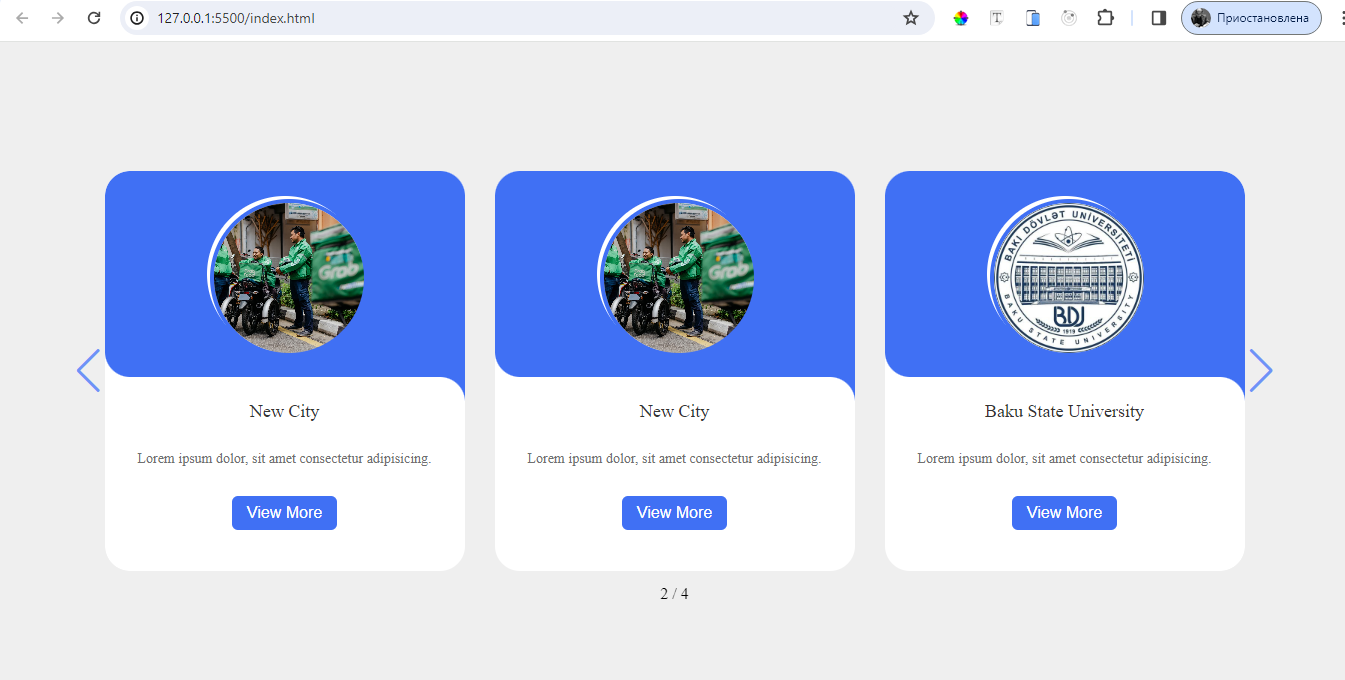 127.0.0.1:5500/index.html
Приостановлена
Grab
Grab
BAKI DÖVLƏT UNİVERSİTETİ
BDU
1919
BAKU STATE UNIVERSITY
New City
New City
Baku State University
Lorem ipsum dolor, sit amet consectetur adipisicing.
Lorem ipsum dolor, sit amet consectetur adipisicing.
Lorem ipsum dolor, sit amet consectetur adipisicing.
View More
View More
View More
2 / 4